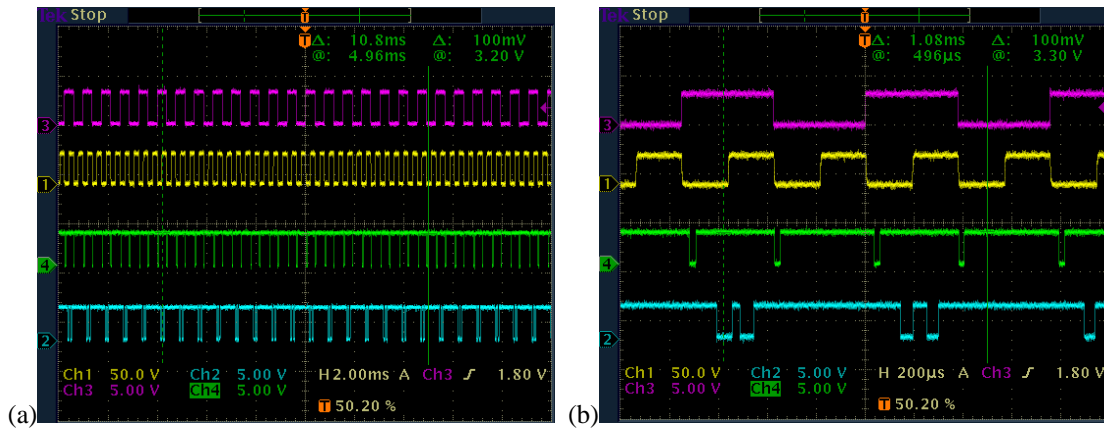 Tek Stop
T
T
Δ: 10.8ms Δ: 100mV
@: 4.96ms @: 3.20 V
3
1
4
2
Ch1 50.0 V Ch2 5.00 V H 2.00ms A Ch3 1.80 V
Ch3 5.00 V Ch4 5.00 V
T 50.20 %
(a)
Tek Stop
T
T
Δ: 1.08ms Δ: 100mV
@: 496µs @: 3.30 V
3
1
4
2
Ch1 50.0 V Ch2 5.00 V H 200µs A Ch3 1.80 V
Ch3 5.00 V Ch4 5.00 V
T 50.20 %
(b)